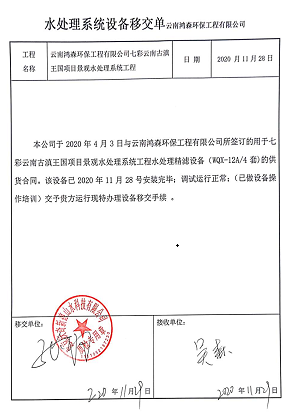 水处理系统设备移交单云南鸿森环保工程有限公司
工程名称
云南鸿森环保工程有限公司七彩云南古滇
王国项目景观水处理系统工程
日 期
2020 月 11 月 28 日
本公司于 2020 年 4 月 3 日与云南鸿森环保工程有限公司所签订的用于七
彩云南古滇王国项目景观水处理系统工程水处理精滤设备 (WQX-12A/4 套) 的供
货合同，该设备已 2020 年 11 月 28 号安装完毕；调试运行正常；（已做设备
操作培训）交予贵方运行现特办理设备移交手续 。
移交单位：
接收单位：
2020 年11月29日
2020 年 11月29日